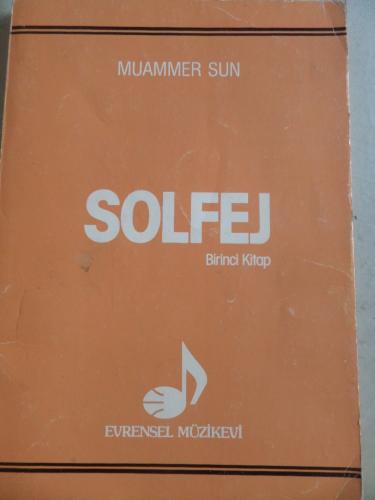 MUAMMER SUN
SOLFEJ
Birinci Kitap
EVRENSEL MÜZİKEVİ